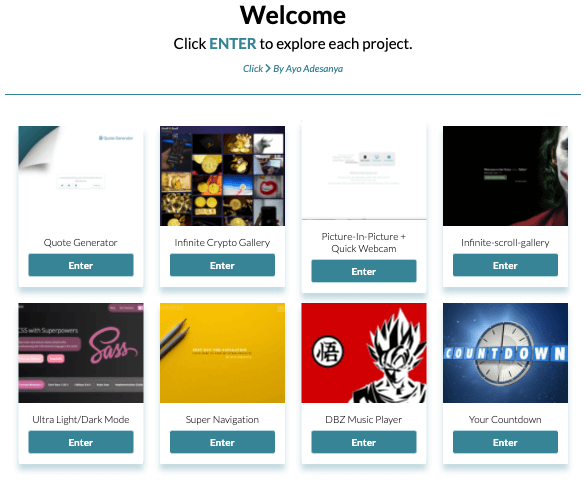 Welcome
Click ENTER to explore each project.
Click > By Ayo Adesanya
Quote Generator
Quote Generator
Enter
Infinite Crypto Gallery
Enter
Picture-In-Picture +
Quick Webcam
Enter
Infinite-scroll-gallery
Enter
CSS with Superpowers
Sass
Ultra Light/Dark Mode
Enter
Super Navigation
Enter
悟
DBZ Music Player
Enter
COUNTDOWN
Your Countdown
Enter